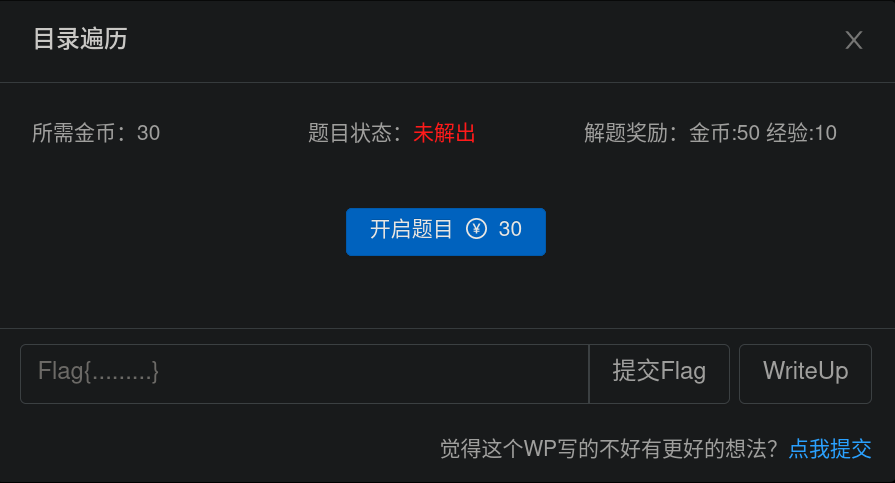 目录遍历 X
所需金币：30 题目状态：未解出 解题奖励：金币:50 经验:10
开启题目 ¥ 30
Flag{.........} 提交Flag WriteUp
觉得这个WP写的不好有更好的想法？点我提交